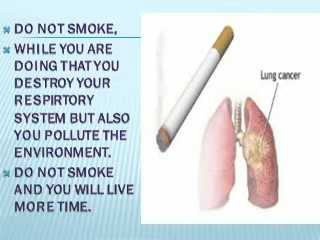 DO NOT SMOKE,
WHILE YOU ARE
DOING THAT YOU
DESTROY YOUR
RESPIRTORY
SYSTEM BUT ALSO
YOU POLLUTE THE
ENVIRONMENT.
DO NOT SMOKE
AND YOU WILL LIVE
MORE TIME.
Lung cancer